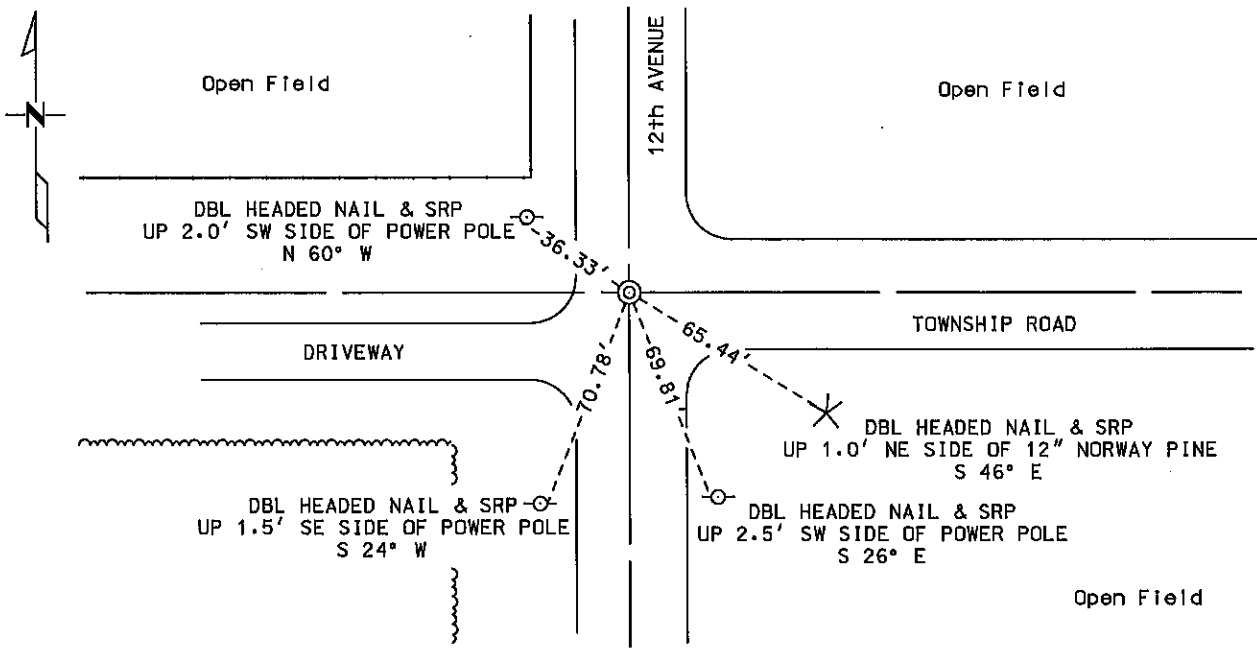 Open Field
12th AVENUE
Open Field
N
DBL HEADED NAIL & SRP
UP 2.0' SW SIDE OF POWER POLE
N 60° W
36.33'
65.44'
TOWNSHIP ROAD
DRIVEWAY
70.78'
69.81'
DBL HEADED NAIL & SRP
UP 1.0' NE SIDE OF 12" NORWAY PINE
S 46° E
DBL HEADED NAIL & SRP
UP 1.5' SE SIDE OF POWER POLE
S 24° W
DBL HEADED NAIL & SRP
UP 2.5' SW SIDE OF POWER POLE
S 26° E
Open Field